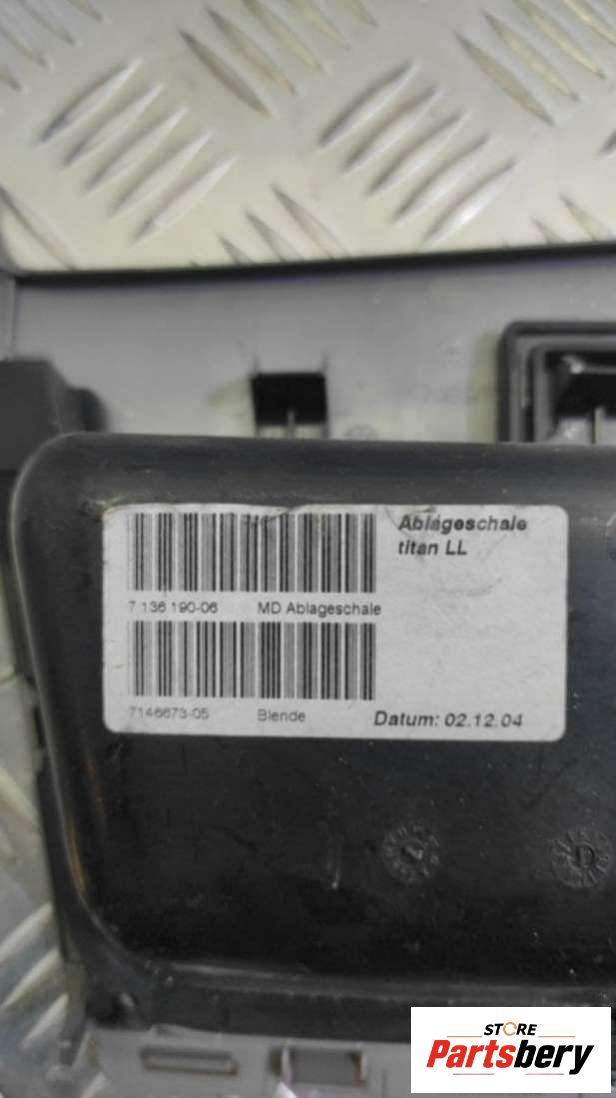 Ablageschale
titan LL
7 136 190-06 MD Ablageschale
7146673-05 Blende Datum: 02.12.04
STORE
Partsbery